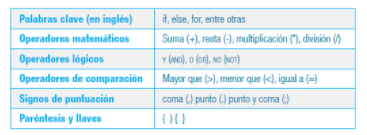 Palabras clave (en inglés) if, else, for, entre otras
Operadores matemáticos Suma (+), resta (-), multiplicación (*), división (/)
Operadores lógicos Y (AND), O (OR), NO (NOT)
Operadores de comparación Mayor que (>), menor que (<), igual a (=)
Signos de puntuación coma (,) punto (.) punto y coma (;)
Paréntesis y llaves ( ) { }